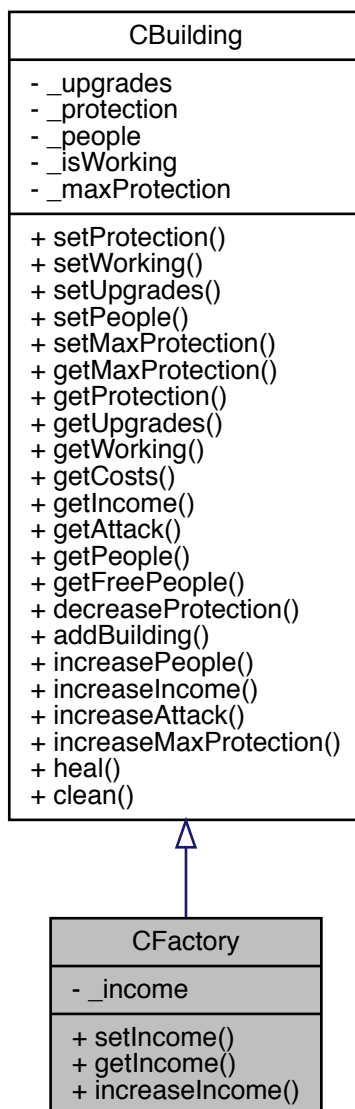 CBuilding
- _upgrades
- _protection
- _people
- _isWorking
- _maxProtection
+ setProtection()
+ setWorking()
+ setUpgrades()
+ setPeople()
+ setMaxProtection()
+ getMaxProtection()
+ getProtection()
+ getUpgrades()
+ getWorking()
+ getCosts()
+ getIncome()
+ getAttack()
+ getPeople()
+ getFreePeople()
+ decreaseProtection()
+ addBuilding()
+ increasePeople()
+ increaseIncome()
+ increaseAttack()
+ increaseMaxProtection()
+ heal()
+ clean()
CFactory
- _income
+ setIncome()
+ getIncome()
+ increaseIncome()